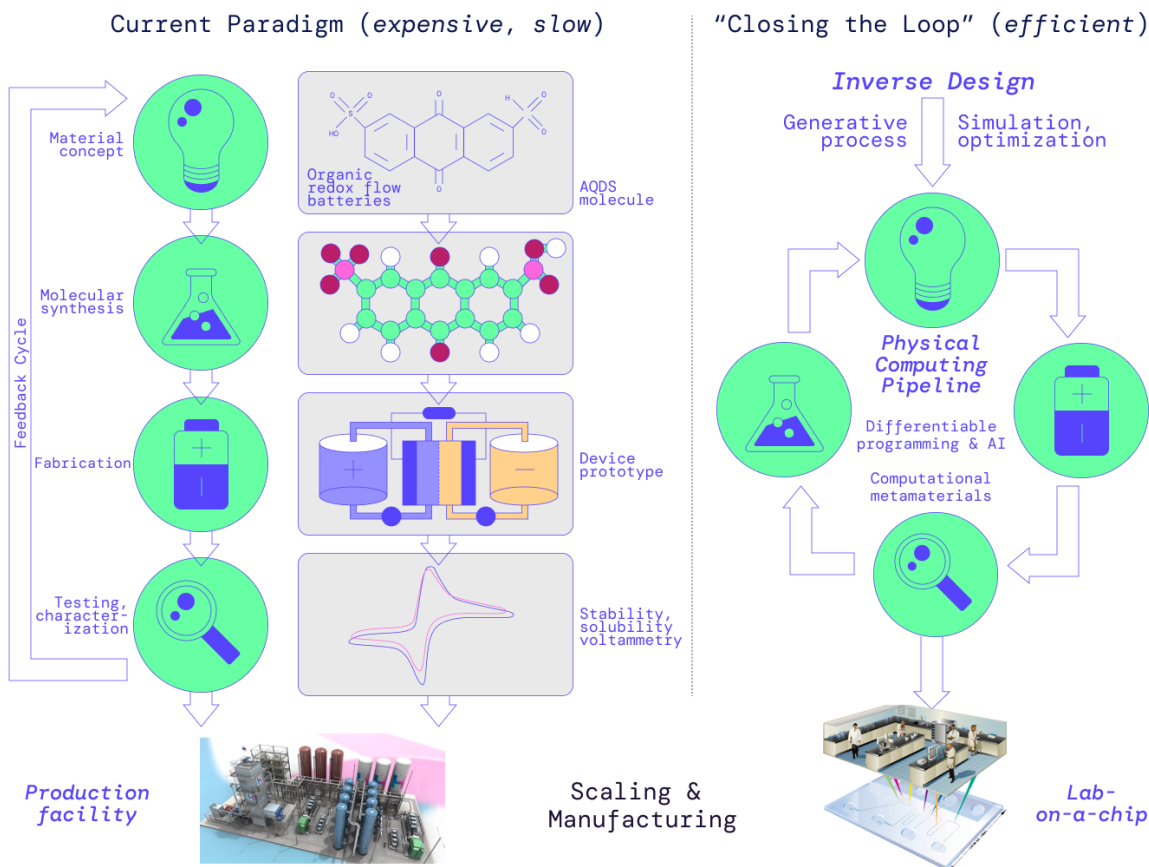 Current Paradigm (expensive, slow)
Material
concept
Molecular
synthesis
Feedback Cycle
Fabrication
Testing,
character-
ization
O
O
S
O
HO
O
O
H
O
S
O
O
Organic
redox flow
batteries
AQDS
molecule
+
−
Device
prototype
Stability,
solubility
voltammetry
Production
facility
Scaling &
Manufacturing
“Closing the Loop” (efficient)
Inverse Design
Generative
process
Simulation,
optimization
Physical
Computing
Pipeline
Differentiable
programming & AI
Computational
metamaterials
Lab-
on-a-chip